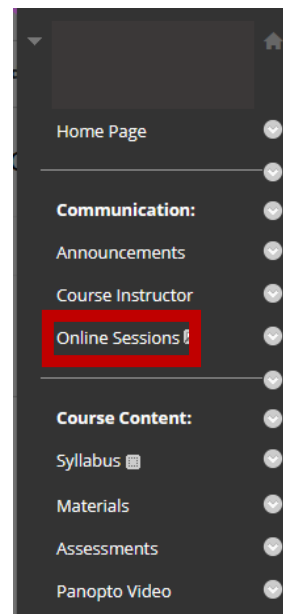 Home Page
Communication:
Announcements
Course Instructor
Online Sessions
Course Content:
Syllabus
Materials
Assessments
Panopto Video